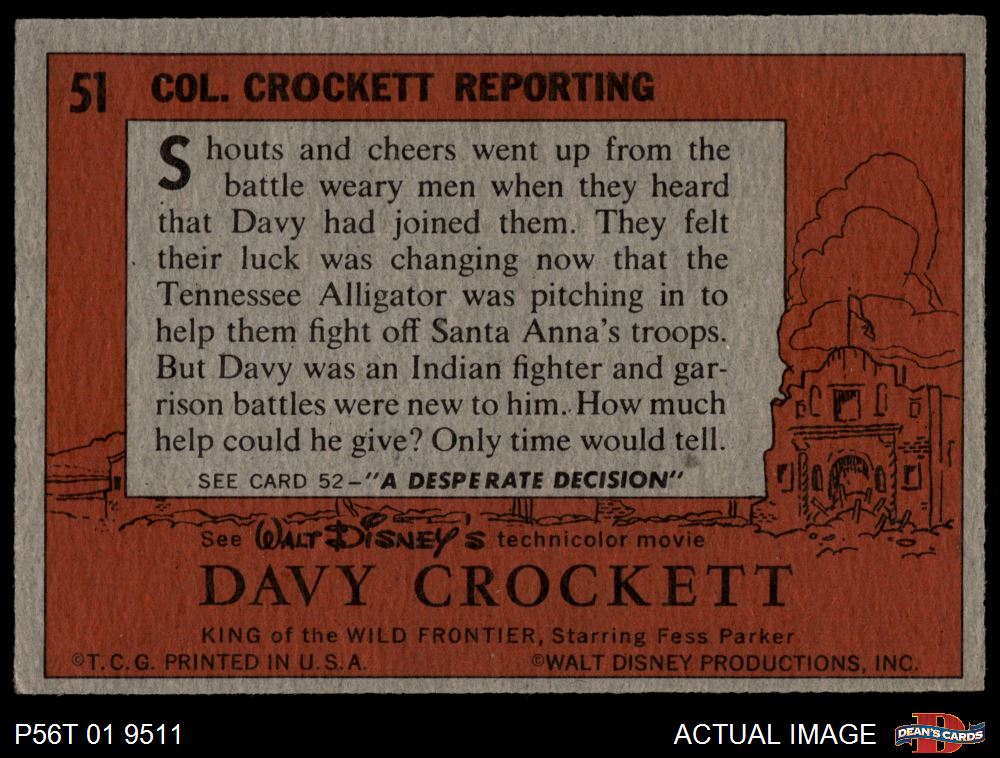 51 COL. CROCKETT REPORTING
Shouts and cheers went up from the
battle weary men when they heard
that Davy had joined them. They felt
their luck was changing now that the
Tennessee Alligator was pitching in to
help them fight off Santa Anna's troops.
But Davy was an Indian fighter and gar-
rison battles were new to him. How much
help could he give? Only time would tell.
SEE CARD 52-"A DESPERATE DECISION"
See WALT DISNEY'S technicolor movie
DAVY CROCKETT
KING of the WILD FRONTIER, Starring Fess Parker
©T.C.G. PRINTED IN U.S.A. ©WALT DISNEY PRODUCTIONS, INC.
P56T 01 9511 ACTUAL IMAGE DEAN'S CARDS